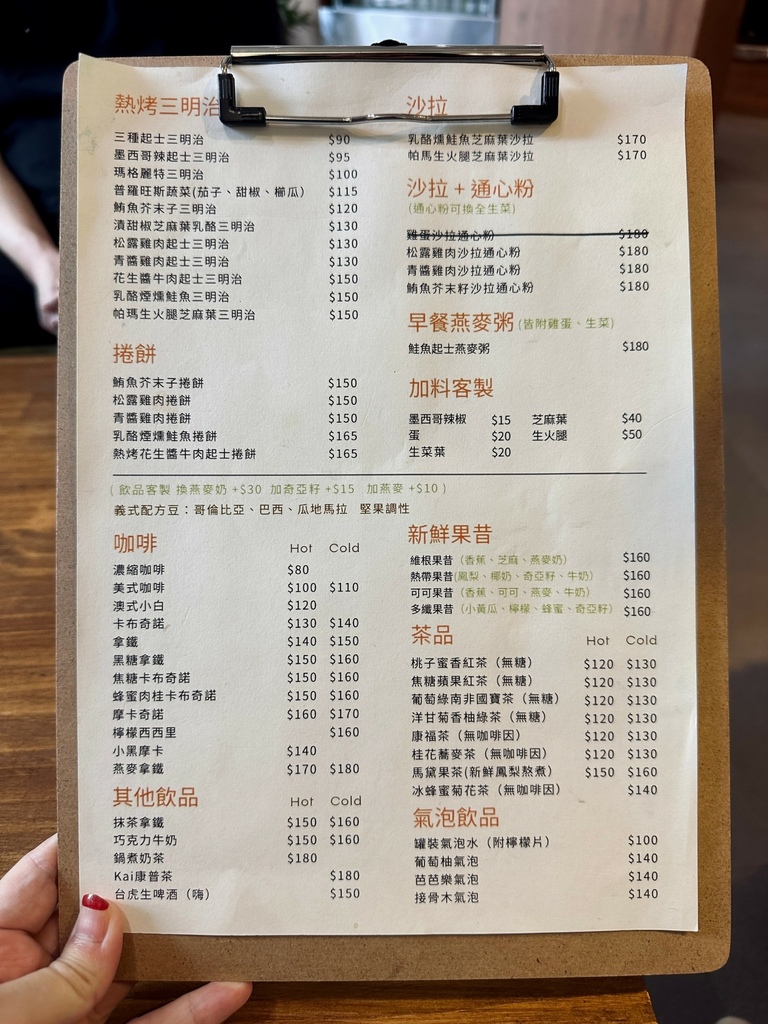 熱烤三明治
三種起士三明治 $90
墨西哥辣起士三明治 $95
瑪格麗特三明治 $100
普羅旺斯蔬菜(茄子、甜椒、櫛瓜) $115
鮪魚芥末子三明治 $120
漬甜椒芝麻葉乳酪三明治 $130
松露雞肉起士三明治 $130
青醬雞肉起士三明治 $130
花生醬牛肉起士三明治 $150
乳酪煙燻鮭魚三明治 $150
帕瑪生火腿芝麻葉三明治 $150
捲餅
鮪魚芥末子捲餅 $150
松露雞肉捲餅 $150
青醬雞肉捲餅 $150
乳酪煙燻鮭魚捲餅 $165
熱烤花生醬牛肉起士捲餅 $165
沙拉
乳酪燻鮭魚芝麻葉沙拉 $170
帕馬生火腿芝麻葉沙拉 $170
沙拉 + 通心粉
(通心粉可換全生菜)
雞蛋沙拉通心粉 $180
松露雞肉沙拉通心粉 $180
青醬雞肉沙拉通心粉 $180
鮪魚芥末籽沙拉通心粉 $180
早餐燕麥粥 (皆附雞蛋、生菜)
鮭魚起士燕麥粥 $180
加料客製
墨西哥辣椒 $15 芝麻葉 $40
蛋 $20 生火腿 $50
生菜葉 $20
( 飲品客製 換燕麥奶 +$30 加奇亞籽 +$15 加燕麥 +$10 )
義式配方豆：哥倫比亞、巴西、瓜地馬拉 堅果調性
咖啡 Hot Cold
濃縮咖啡 $80
美式咖啡 $100 $110
澳式小白 $120
卡布奇諾 $130 $140
拿鐵 $140 $150
黑糖拿鐵 $150 $160
焦糖卡布奇諾 $150 $160
蜂蜜肉桂卡布奇諾 $150 $160
摩卡奇諾 $160 $170
檸檬西西里 $160
小黑摩卡 $140
燕麥拿鐵 $170 $180
其他飲品 Hot Cold
抹茶拿鐵 $150 $160
巧克力牛奶 $150 $160
鍋煮奶茶 $180
Kai康普茶 $180
台虎生啤酒（嗨） $150
新鮮果昔
維根果昔（香蕉、芝麻、燕麥奶） $160
熱帶果昔(鳳梨、椰奶、奇亞籽、牛奶) $160
可可果昔（香蕉、可可、燕麥、牛奶） $160
多纖果昔（小黃瓜、檸檬、蜂蜜、奇亞籽） $160
茶品 Hot Cold
桃子蜜香紅茶（無糖） $120 $130
焦糖蘋果紅茶（無糖） $120 $130
葡萄綠南非國寶茶（無糖） $120 $130
洋甘菊香柚綠茶（無糖） $120 $130
康福茶（無咖啡因） $120 $130
桂花蕎麥茶（無咖啡因） $120 $130
馬黛果茶(新鮮鳳梨熬煮） $150 $160
冰蜂蜜菊花茶（無咖啡因） $140
氣泡飲品
罐裝氣泡水（附檸檬片） $100
葡萄柚氣泡 $140
芭芭樂氣泡 $140
接骨木氣泡 $140